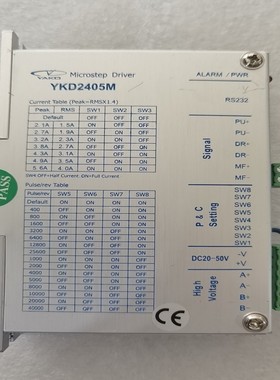 YAKO
Microstep Driver
YKD2405M
Current Table (Peak=RMSX1.4)
Peak RMS SW1 SW2 SW3
Default OFF OFF OFF
2.1A 1.5A ON OFF OFF
2.7A 1.9A OFF ON OFF
3.2A 2.3A ON ON OFF
3.8A 2.7A OFF OFF ON
4.3A 3.1A ON OFF ON
4.9A 3.5A OFF ON ON
5.6A 4.0A ON ON ON
SW4 OFF=Half Current, ON=Full Current
Pulse/rev Table
Pulse/rev SW5 SW6 SW7 SW8
Default ON ON ON ON
400 OFF ON ON ON
800 ON OFF ON ON
1600 OFF OFF ON ON
3200 ON ON OFF ON
6400 OFF ON OFF ON
12800 ON OFF OFF ON
25600 OFF OFF OFF ON
1000 ON ON ON OFF
2000 OFF ON ON OFF
4000 ON OFF ON OFF
5000 OFF OFF ON OFF
8000 ON ON OFF OFF
10000 OFF ON OFF OFF
20000 ON OFF OFF OFF
40000 OFF OFF OFF OFF
ALARM / PWR
RS232
Signal
PU+
PU-
DR+
DR-
MF+
MF-
P & C
Setting
SW8
SW7
SW6
SW5
SW4
SW3
SW2
SW1
DC20~50V
-V
+V
High
Voltage
A+
A-
B+
B-
CE
PASS